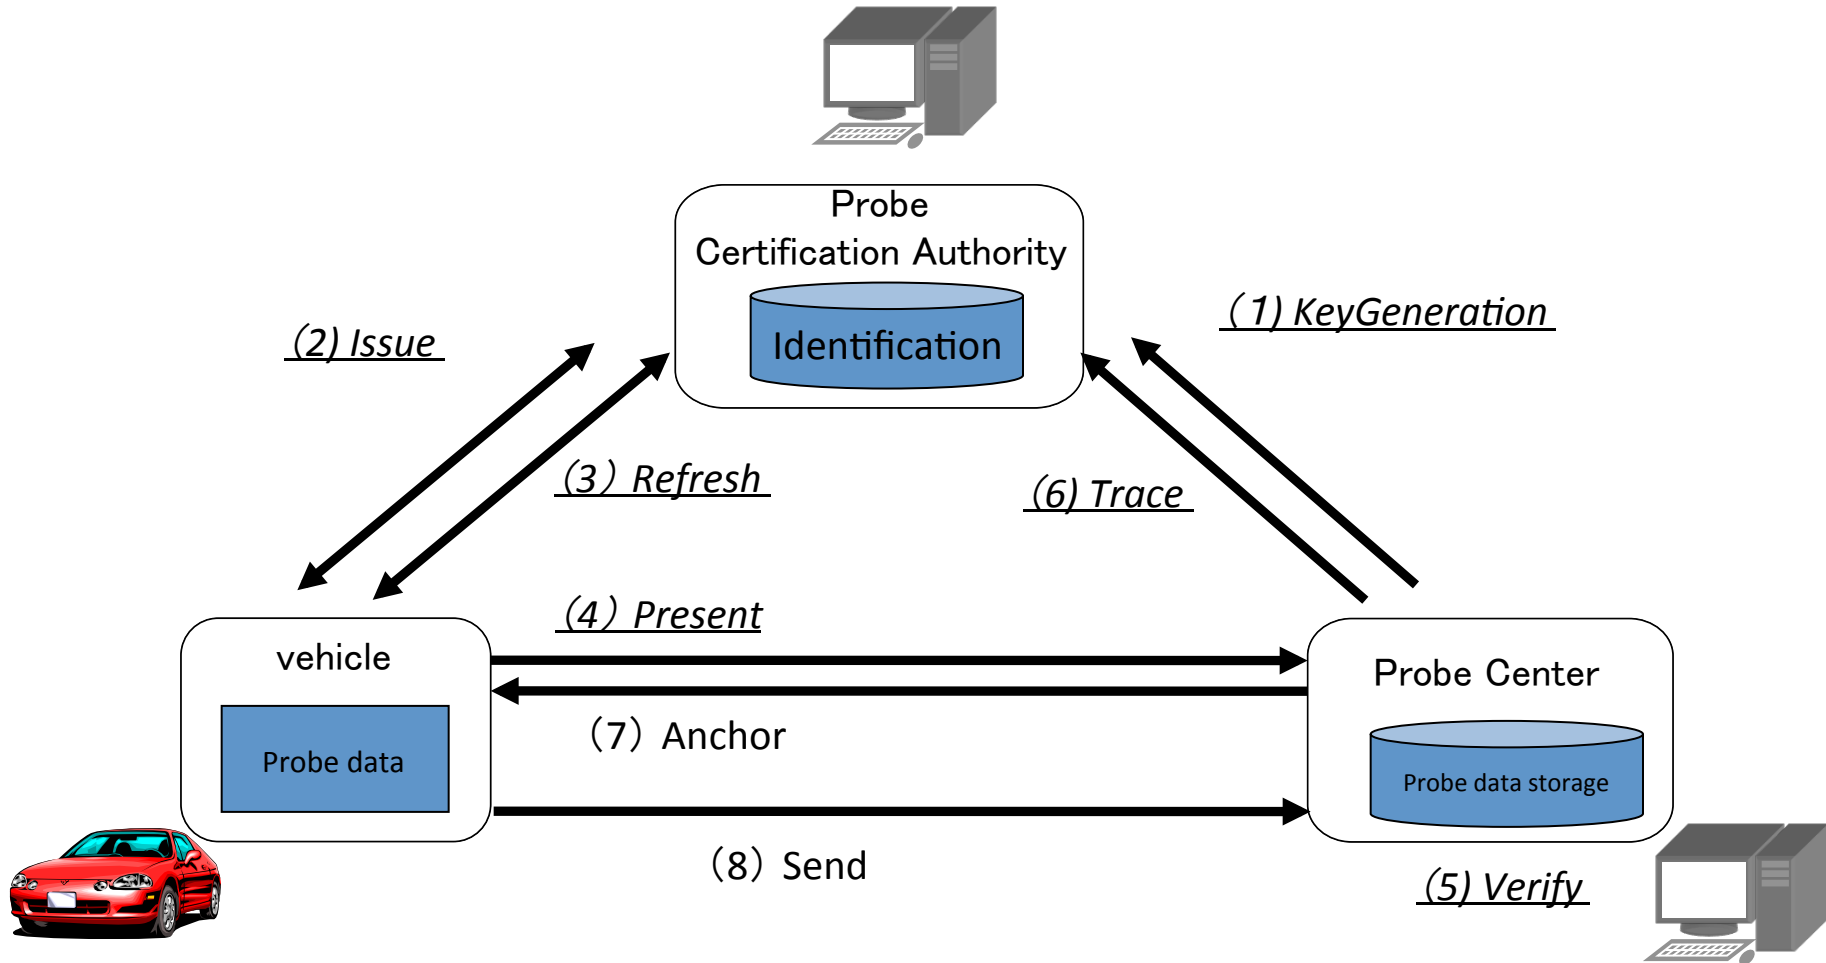 Probe
Certification Authority
Identification
(1) KeyGeneration
(2) Issue
(3) Refresh
(6) Trace
(4) Present
vehicle
Probe data
Probe Center
Probe data storage
(7) Anchor
(8) Send
(5) Verify